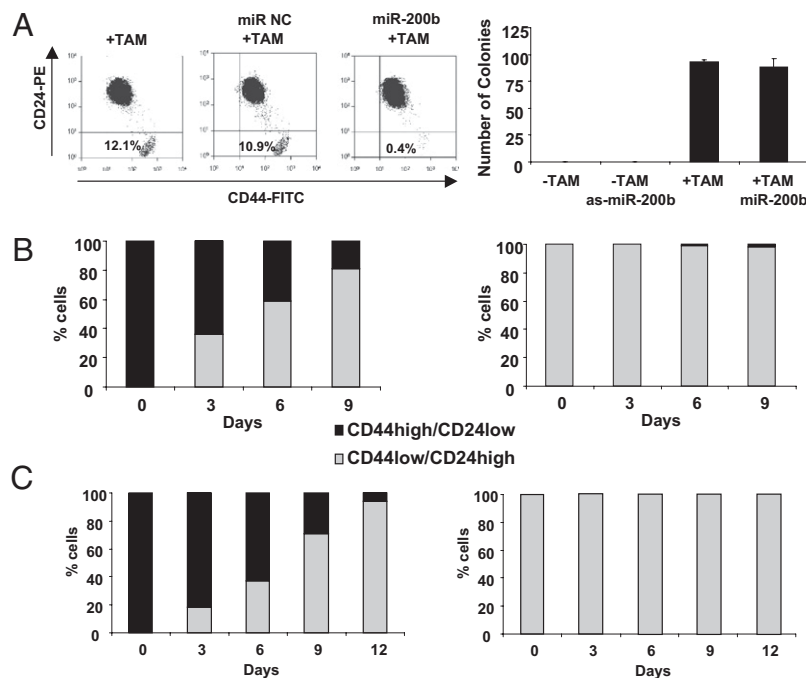 A
miR NC
miR-200b
+TAM
+TAM
+TAM
CD24-PE
12.1%
10.9%
0.4%
CD44-FITC
Number of Colonies
125
100
75
50
25
0
-TAM
-TAM
+TAM
+TAM
as-miR-200b
miR-200b
B
% cells
100
80
60
40
20
0
0 3 6 9
Days
% cells
100
80
60
40
20
0
0 3 6 9
Days
CD44high/CD24low
CD44low/CD24high
C
% cells
100
80
60
40
20
0
0 3 6 9 12
Days
% cells
100
80
60
40
20
0
0 3 6 9 12
Days